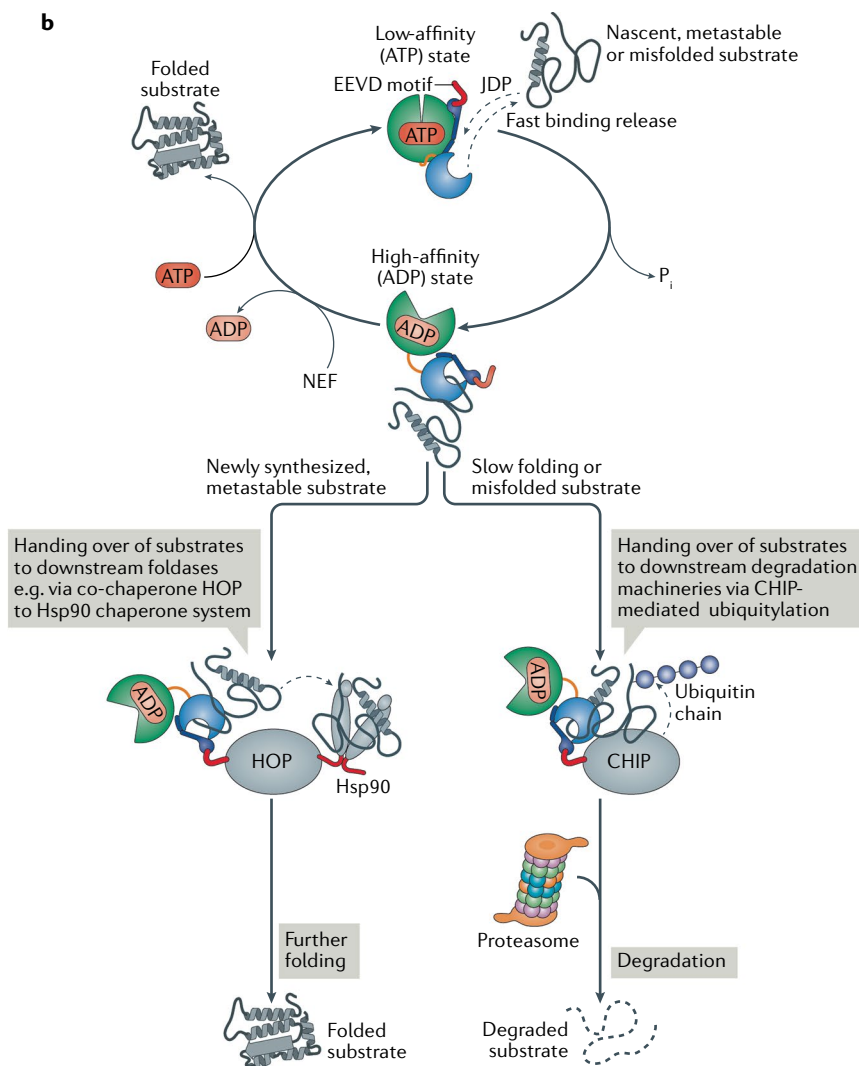 b
Low-affinity
(ATP) state
Nascent, metastable
or misfolded substrate
Folded
substrate
EEVD motif
JDP
ATP
Fast binding release
High-affinity
(ADP) state
ATP
Pi
ADP
ADP
NEF
Newly synthesized,
metastable substrate
Slow folding or
misfolded substrate
Handing over of substrates
to downstream foldases
e.g. via co-chaperone HOP
to Hsp90 chaperone system
Handing over of substrates
to downstream degradation
machineries via CHIP-
mediated ubiquitylation
ADP
HOP
Hsp90
ADP
Ubiquitin
chain
CHIP
Proteasome
Further
folding
Degradation
Folded
substrate
Degraded
substrate